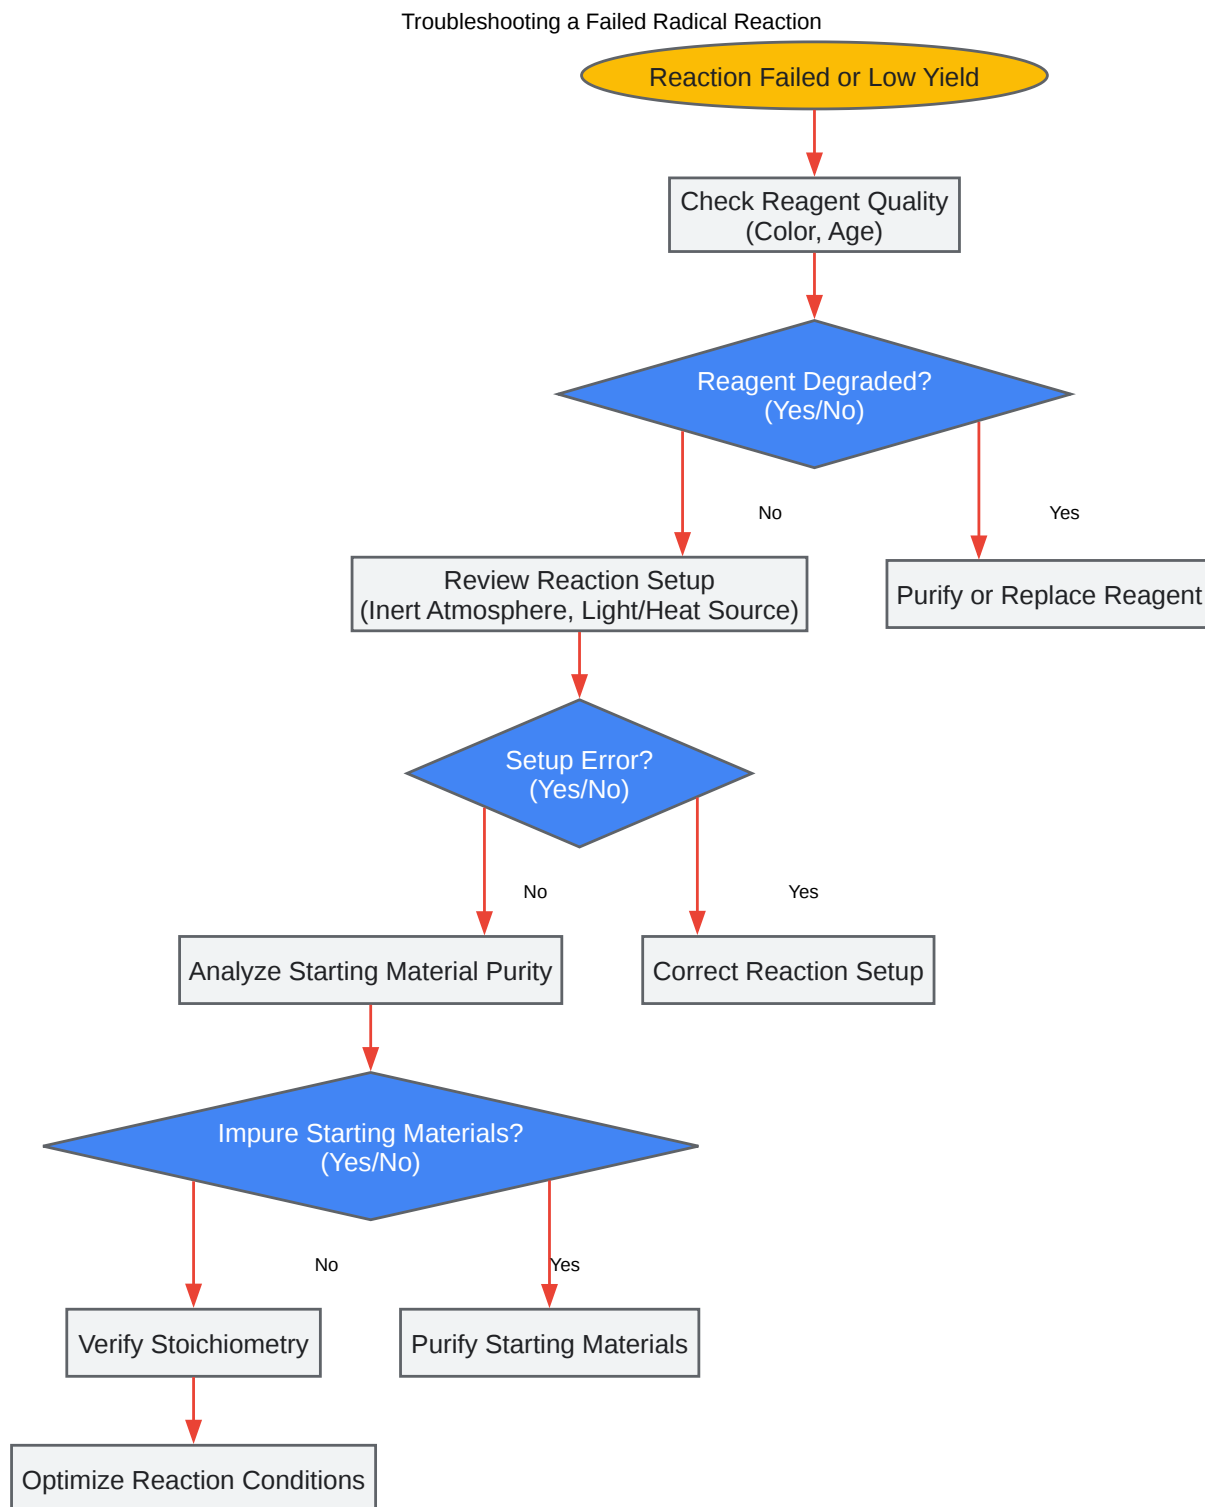 Troubleshooting a Failed Radical Reaction
Reaction Failed or Low Yield
Check Reagent Quality
(Color, Age)
Reagent Degraded?
(Yes/No)
No
Yes
Review Reaction Setup
(Inert Atmosphere, Light/Heat Source)
Purify or Replace Reagent
Setup Error?
(Yes/No)
No
Yes
Analyze Starting Material Purity
Correct Reaction Setup
Impure Starting Materials?
(Yes/No)
No
Yes
Verify Stoichiometry
Purify Starting Materials
Optimize Reaction Conditions